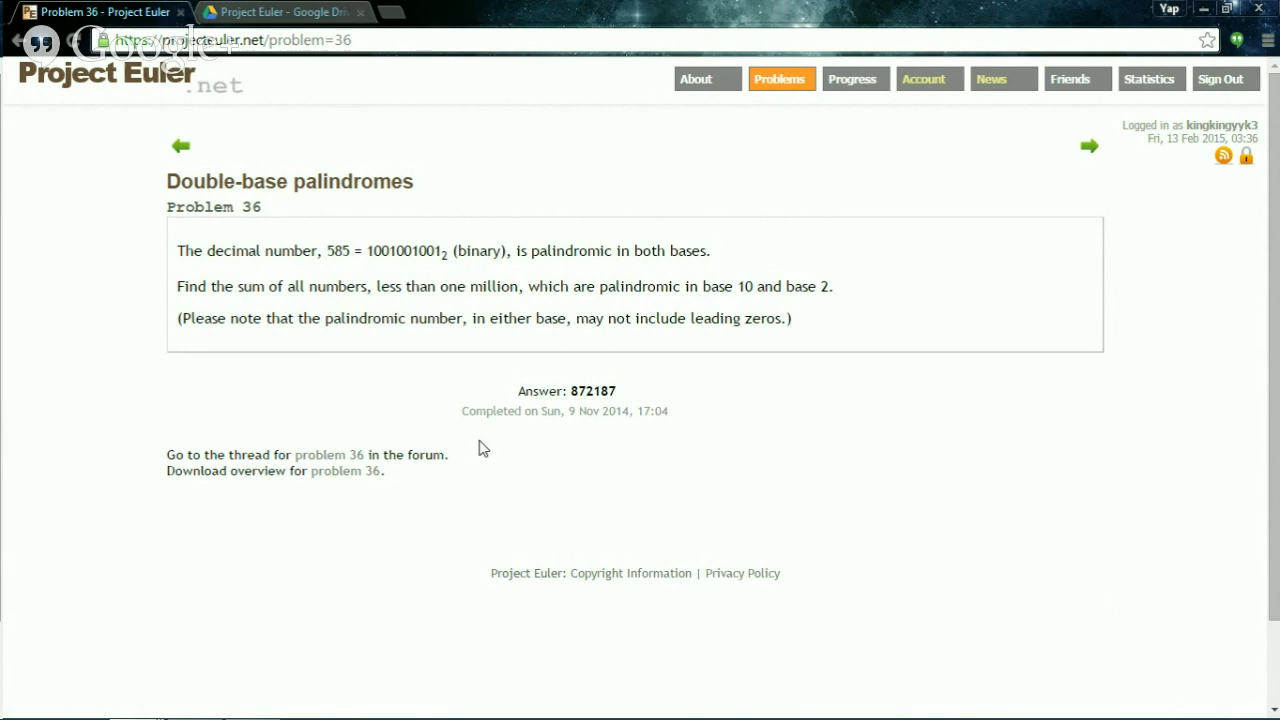 Problem 36 - Project Euler
Project Euler - Google Dri
Yap
Google+
https://projecteuler.net/problem=36
Project Euler
.net
About
Problems
Progress
Account
News
Friends
Statistics
Sign Out
Logged in as kingkingyyk3
Fri, 13 Feb 2015, 03:36
Double-base palindromes
Problem 36
The decimal number, 585 = 1001001001₂ (binary), is palindromic in both bases.
Find the sum of all numbers, less than one million, which are palindromic in base 10 and base 2.
(Please note that the palindromic number, in either base, may not include leading zeros.)
Answer: 872187
Completed on Sun, 9 Nov 2014, 17:04
Go to the thread for problem 36 in the forum.
Download overview for problem 36.
Project Euler: Copyright Information | Privacy Policy